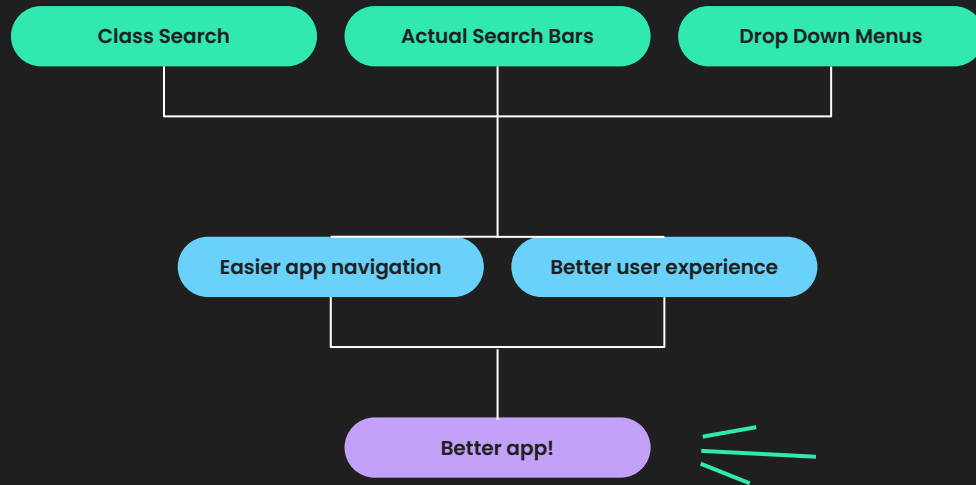 Class Search
Actual Search Bars
Drop Down Menus
Easier app navigation
Better user experience
Better app!